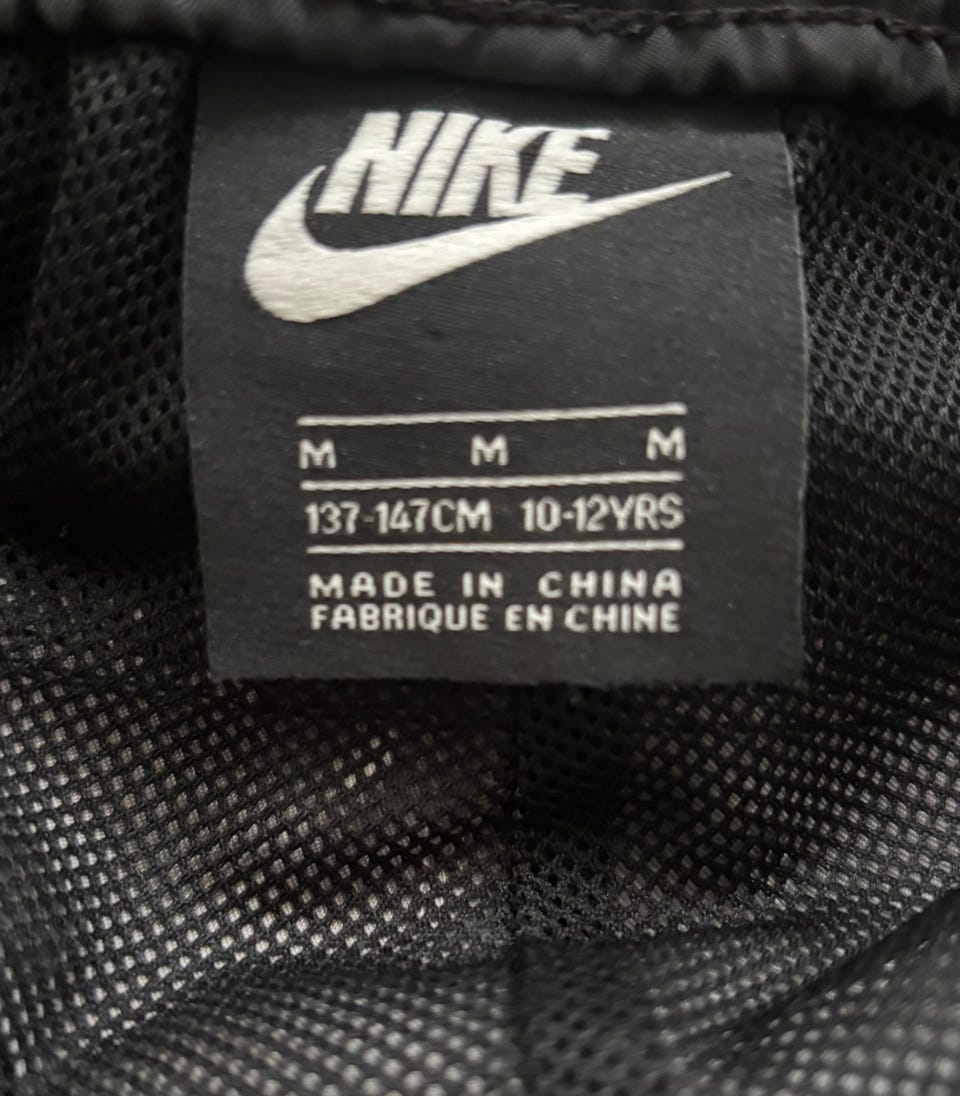 NIKE
M M M
137-147CM 10-12YRS
MADE IN CHINA
FABRIQUE EN CHINE